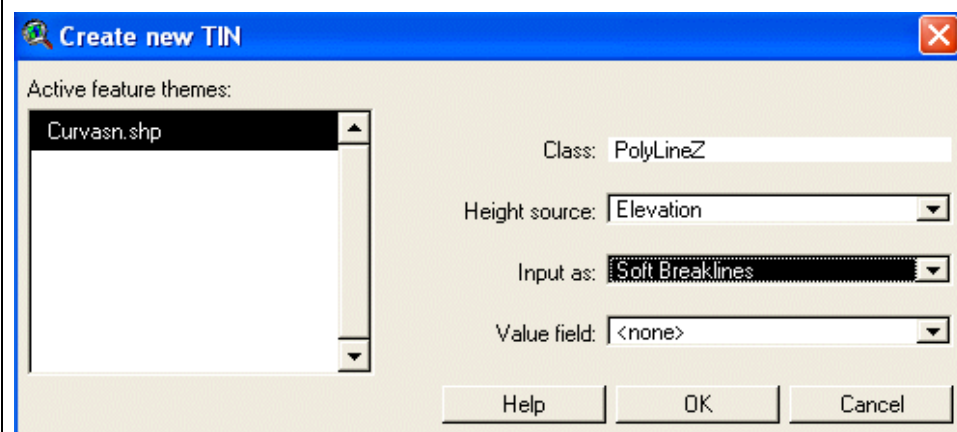 Create new TIN
Active feature themes:
Curvasn.shp
Class: PolyLineZ
Height source: Elevation
Input as: Soft Breaklines
Value field: <none>
Help OK Cancel